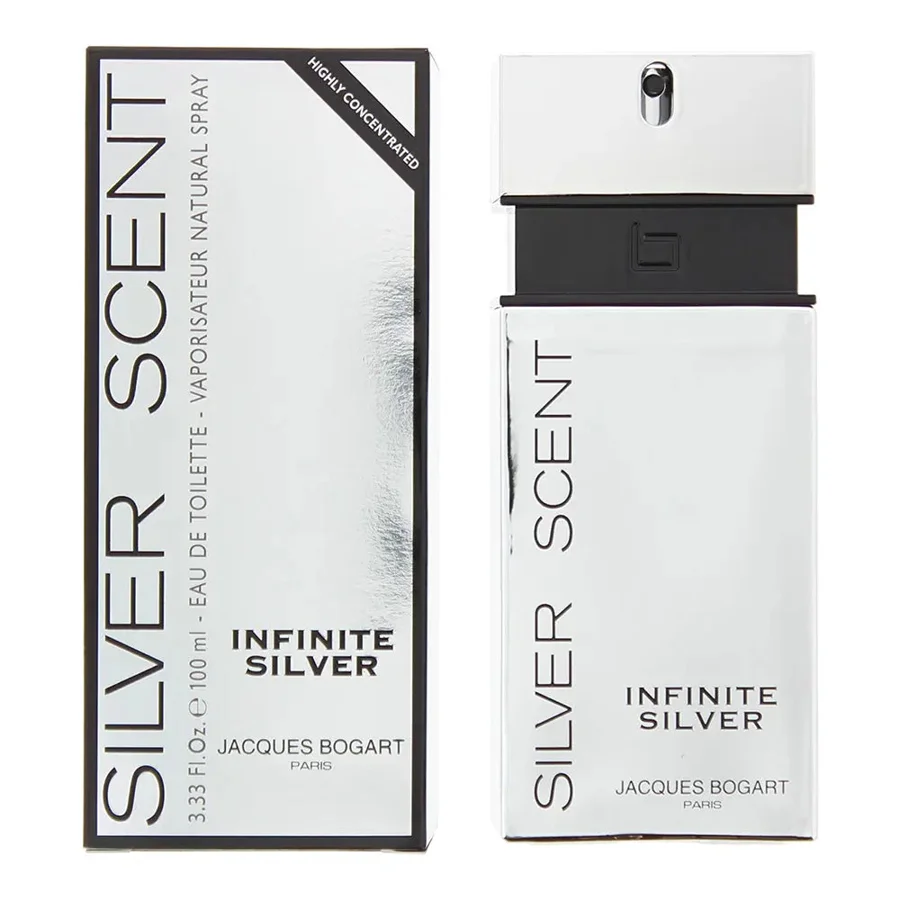 HIGHLY CONCENTRATED
SILVER SCENT
3.33 Fl.Oz. ℮ 100 ml - EAU DE TOILETTE - VAPORISATEUR NATURAL SPRAY
INFINITE
SILVER
JACQUES BOGART
PARIS
b
SILVER SCENT
INFINITE
SILVER
JACQUES BOGART
PARIS